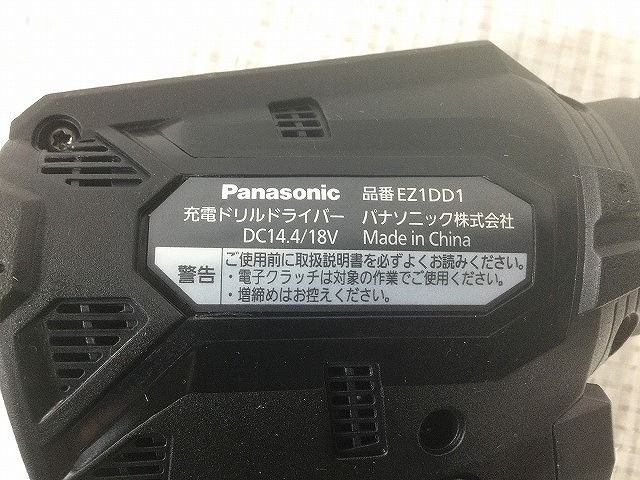 Panasonic 品番 EZ1DD1
充電ドリルドライバー パナソニック株式会社
DC14.4/18V Made in China
警告
ご使用前に取扱説明書を必ずよくお読みください。
・電子クラッチは対象の作業でご使用ください。
・増締めはお控えください。